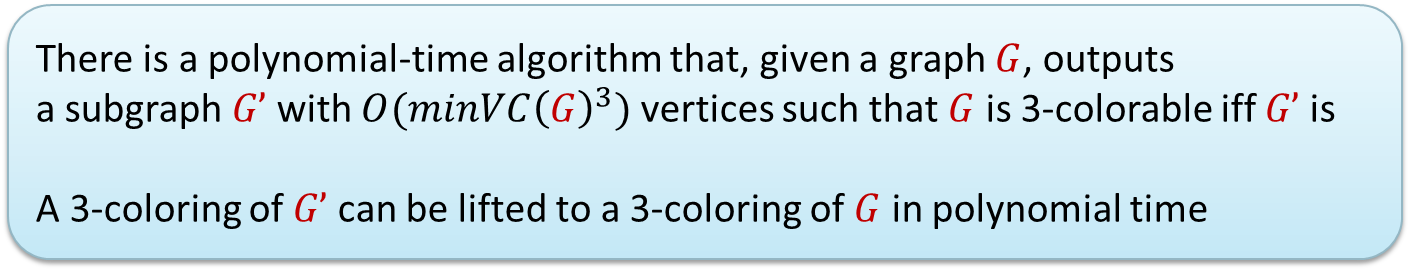 There is a polynomial-time algorithm that, given a graph G, outputs
a subgraph G’ with O(minVC(G)³) vertices such that G is 3-colorable iff G’ is
A 3-coloring of G’ can be lifted to a 3-coloring of G in polynomial time